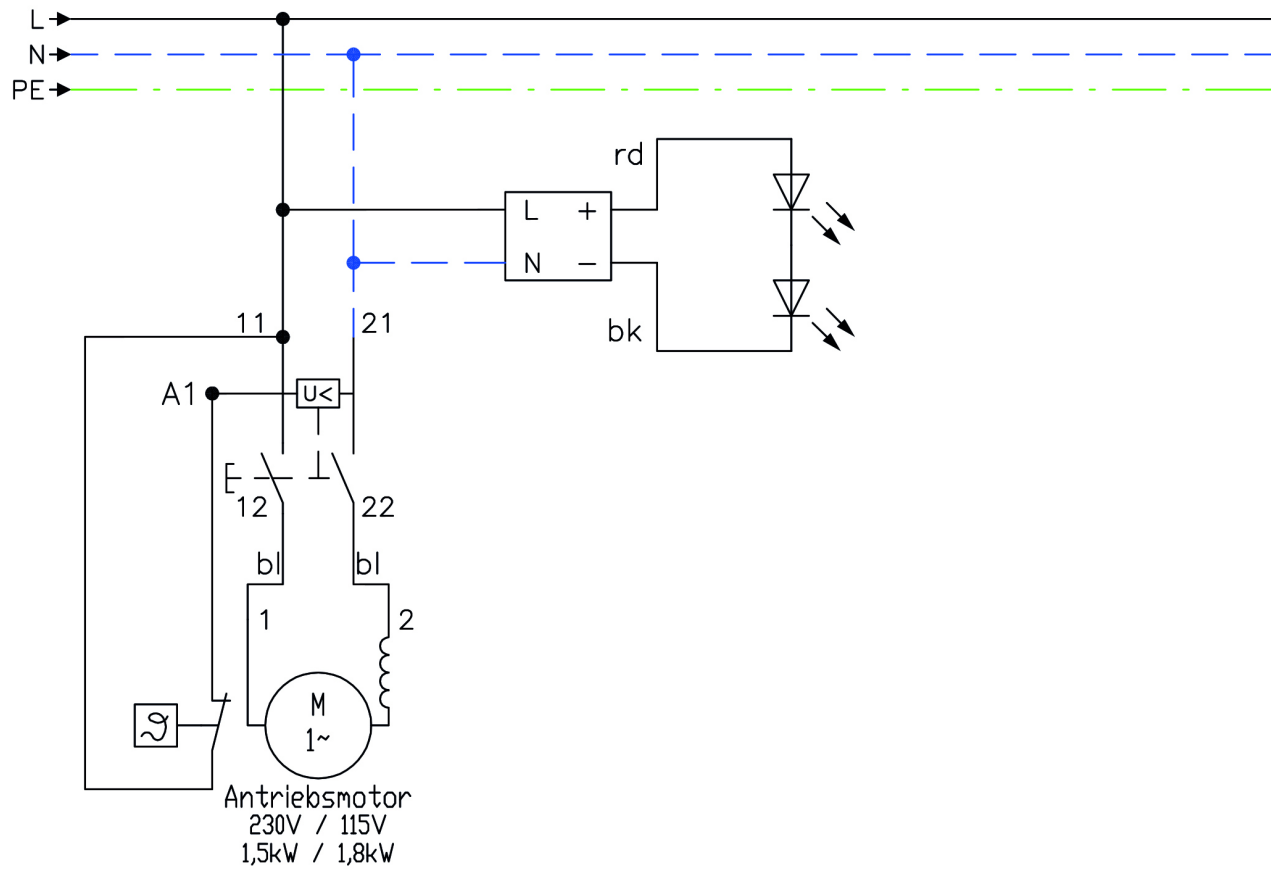 L
N
PE
rd
L +
N −
bk
11 21
A1 U<
12 22
bl bl
1 2
M
1~
ϑ
Antriebsmotor
230V / 115V
1,5kW / 1,8kW